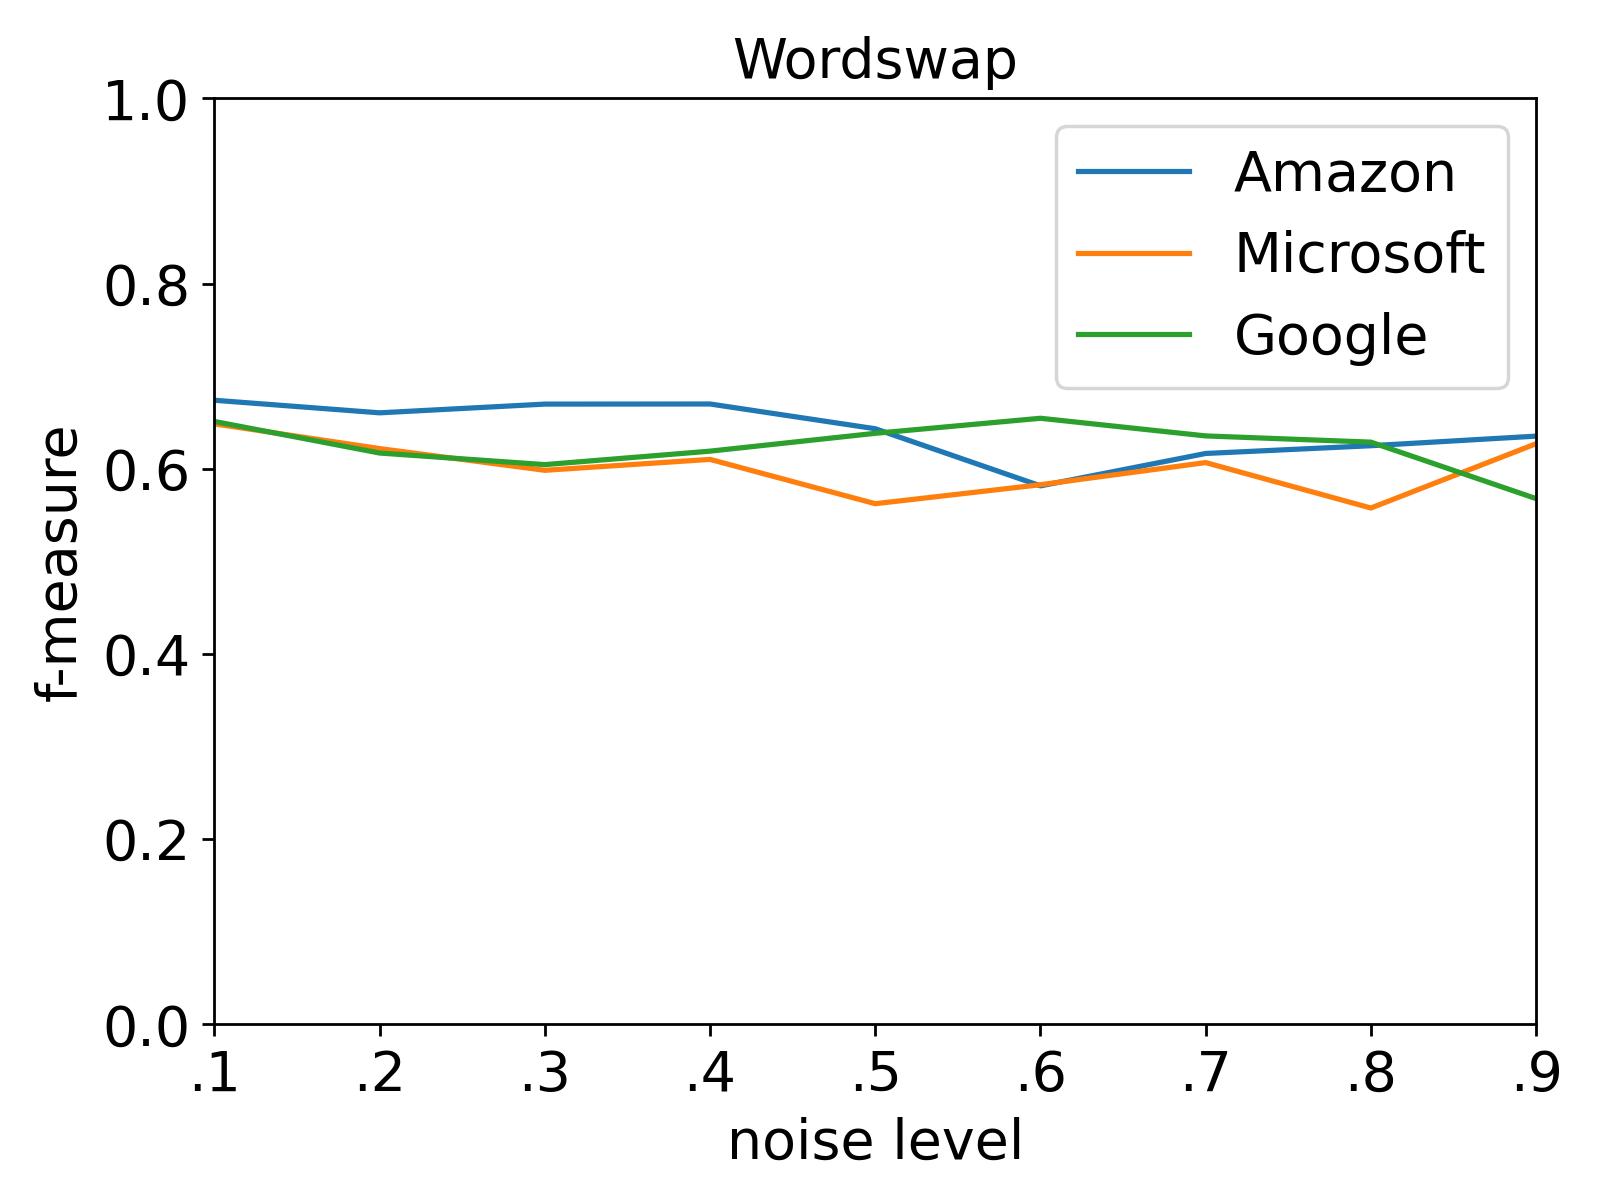 Wordswap
1.0
0.8
0.6
0.4
0.2
0.0
f-measure
Amazon
Microsoft
Google
.1 .2 .3 .4 .5 .6 .7 .8 .9
noise level